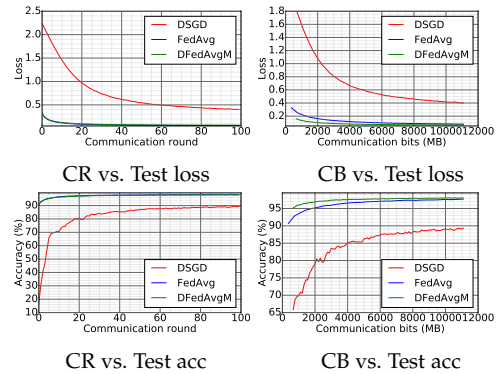 2.5
2.0
1.5
1.0
0.5
Loss
DSGD
FedAvg
DFedAvgM
0 20 40 60 80 100
Communication round
CR vs. Test loss
1.8
1.6
1.4
1.2
1.0
0.8
0.6
0.4
0.2
Loss
DSGD
FedAvg
DFedAvgM
0 2000 4000 6000 8000 10000 12000
Communication bits (MB)
CB vs. Test loss
90
80
70
60
50
40
30
20
10
Accuracy (%)
DSGD
FedAvg
DFedAvgM
0 20 40 60 80 100
Communication round
CR vs. Test acc
95
90
85
80
75
70
65
Accuracy (%)
DSGD
FedAvg
DFedAvgM
0 2000 4000 6000 8000 10000 12000
Communication bits (MB)
CB vs. Test acc